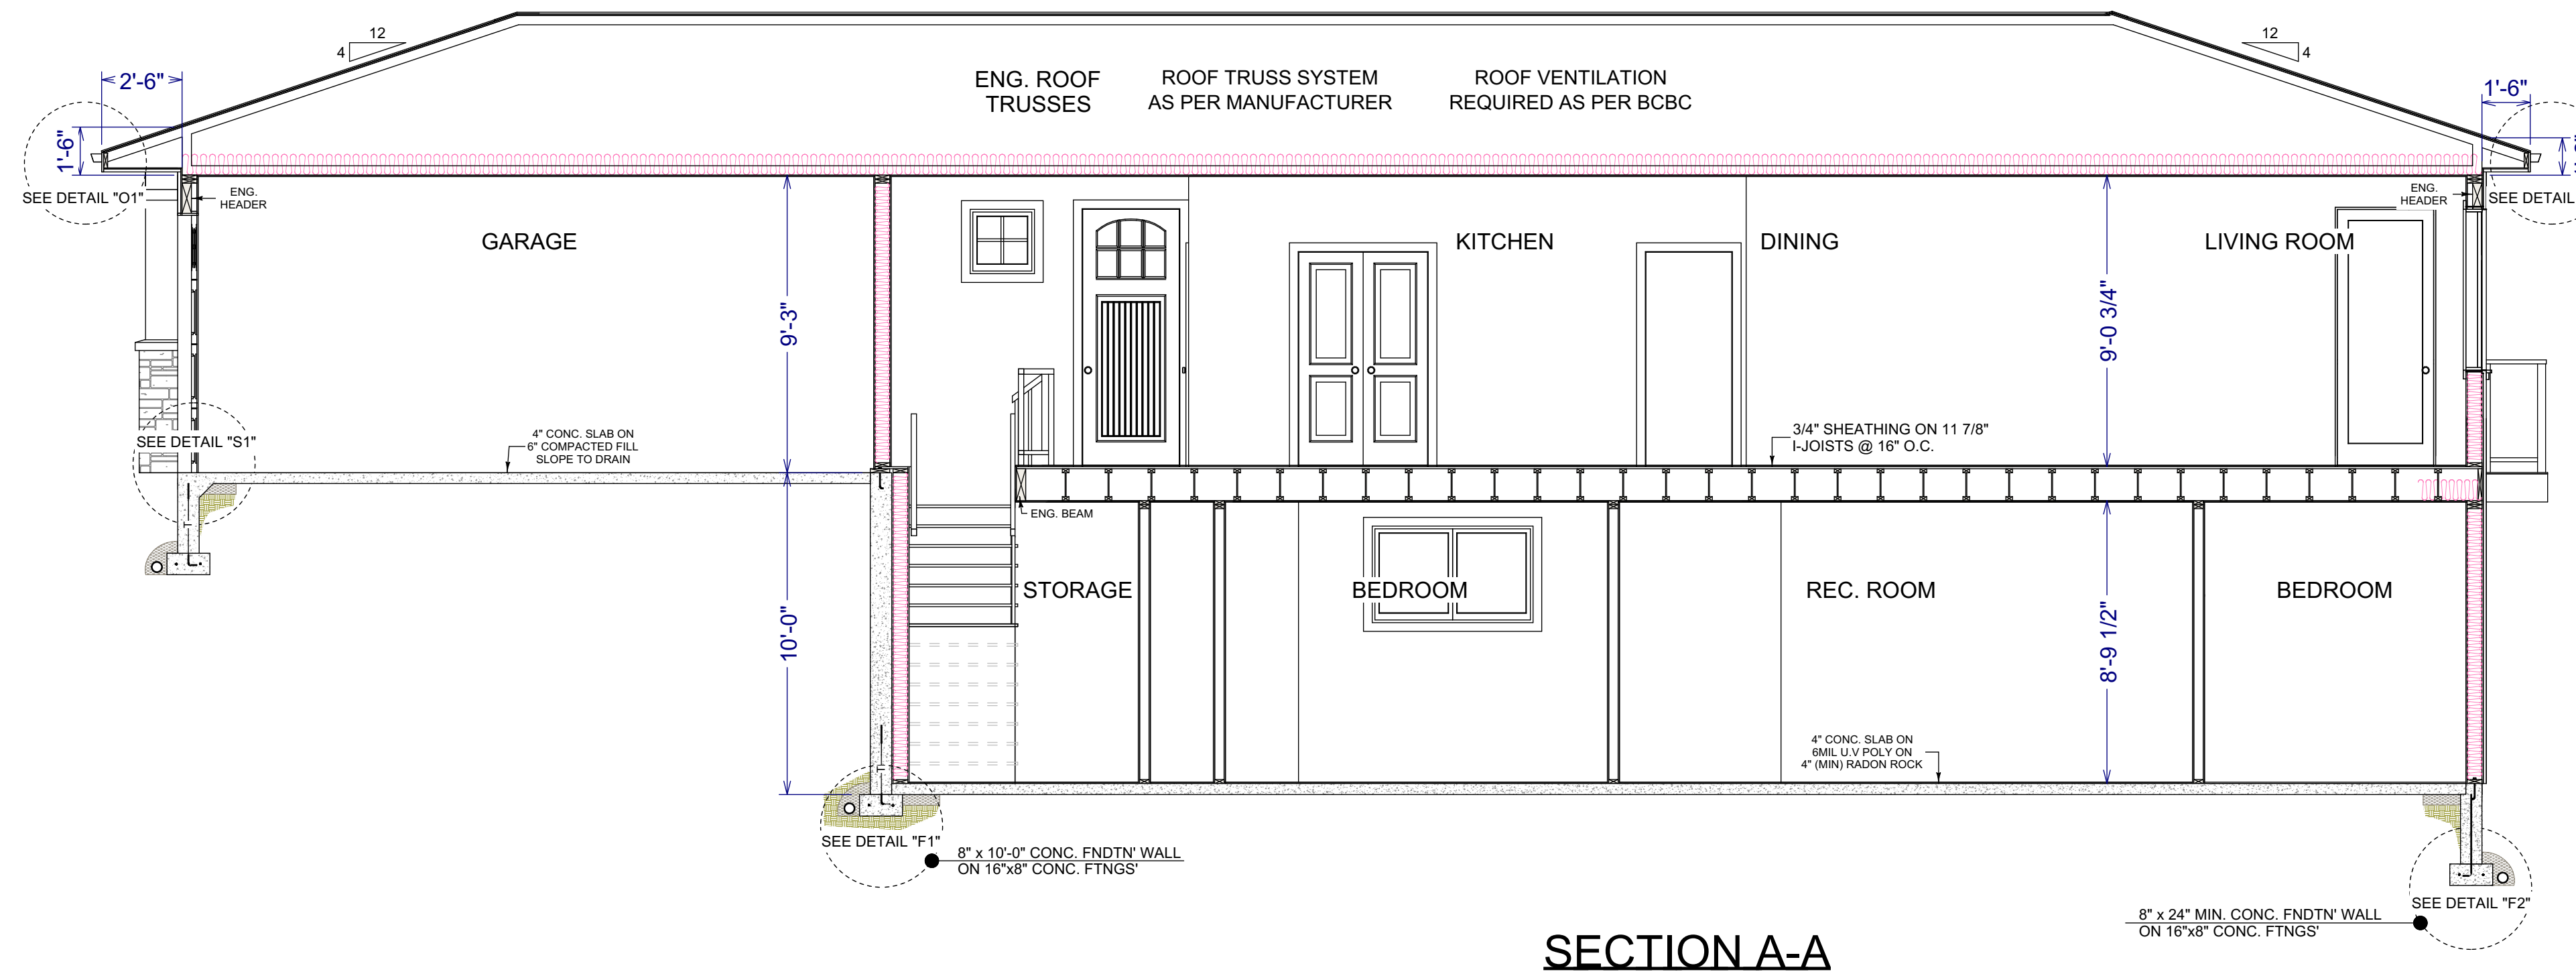 12
4
12
4
2'-6"
1'-6"
1'-6"
ENG. ROOF
TRUSSES
ROOF TRUSS SYSTEM
AS PER MANUFACTURER
ROOF VENTILATION
REQUIRED AS PER BCBC
SEE DETAIL "O1"
ENG.
HEADER
ENG.
HEADER
SEE DETAIL
GARAGE
KITCHEN
DINING
LIVING ROOM
9'-3"
9'-0 3/4"
SEE DETAIL "S1"
4" CONC. SLAB ON
6" COMPACTED FILL
SLOPE TO DRAIN
3/4" SHEATHING ON 11 7/8"
I-JOISTS @ 16" O.C.
ENG. BEAM
STORAGE
BEDROOM
REC. ROOM
BEDROOM
10'-0"
8'-9 1/2"
4" CONC. SLAB ON
6MIL U.V POLY ON
4" (MIN) RADON ROCK
SEE DETAIL "F1"
8" x 10'-0" CONC. FNDTN' WALL
ON 16"x8" CONC. FTNGS'
SEE DETAIL "F2"
8" x 24" MIN. CONC. FNDTN' WALL
ON 16"x8" CONC. FTNGS'
SECTION A-A